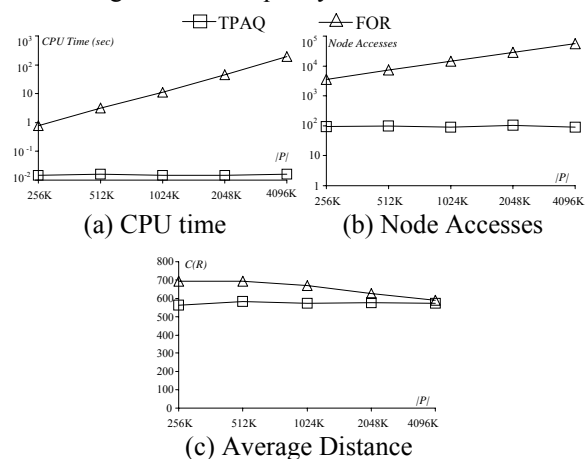 TPAQ FOR
CPU Time (sec)
10³
10²
10
1
10⁻¹
10⁻²
|P|
256K 512K 1024K 2048K 4096K
(a) CPU time
Node Accesses
10⁵
10⁴
10³
10²
10
1
|P|
256K 512K 1024K 2048K 4096K
(b) Node Accesses
C(R)
800
700
600
500
400
300
200
100
0
|P|
256K 512K 1024K 2048K 4096K
(c) Average Distance